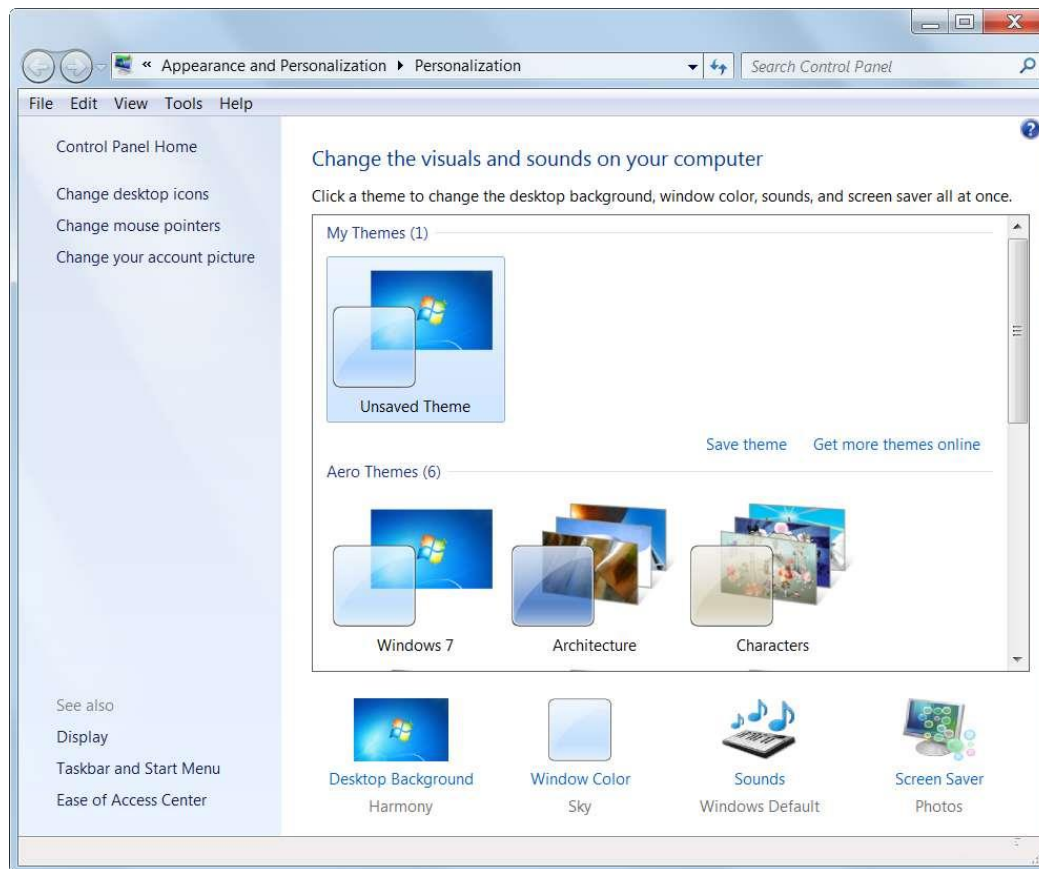 « Appearance and Personalization ▸ Personalization
Search Control Panel
File Edit View Tools Help
Control Panel Home
Change desktop icons
Change mouse pointers
Change your account picture
Change the visuals and sounds on your computer
Click a theme to change the desktop background, window color, sounds, and screen saver all at once.
My Themes (1)
Unsaved Theme
Save theme Get more themes online
Aero Themes (6)
Windows 7 Architecture Characters
See also
Display
Taskbar and Start Menu
Ease of Access Center
Desktop Background Window Color Sounds Screen Saver
Harmony Sky Windows Default Photos